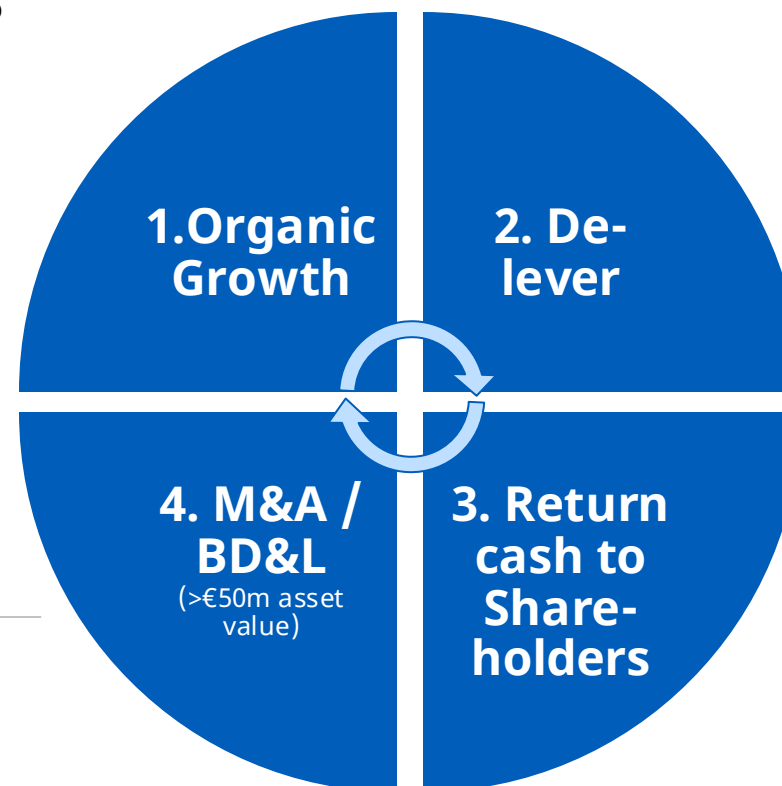 1.Organic
Growth
2. De-
lever
4. M&A /
BD&L
(>€50m asset
value)
3. Return
cash to
Share-
holders